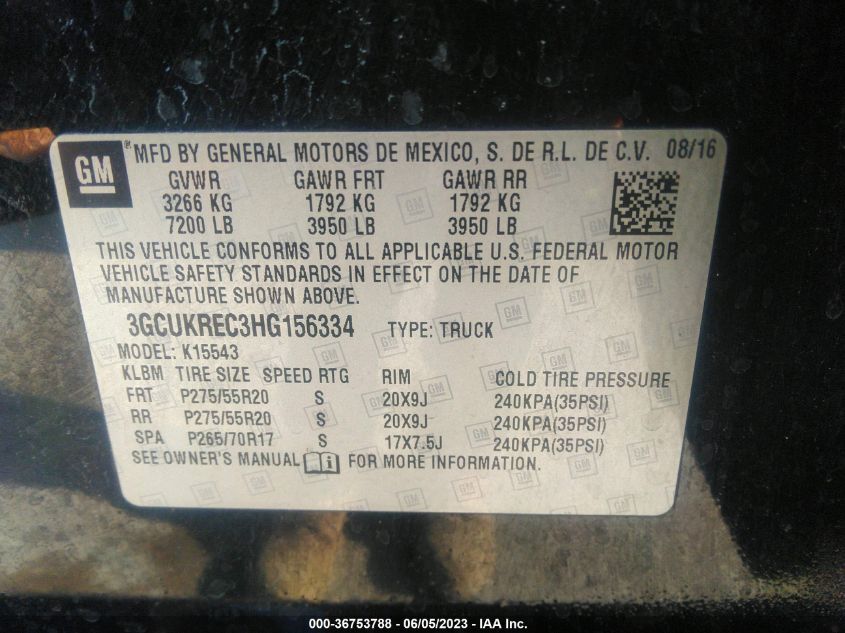 GM ® MFD BY GENERAL MOTORS DE MEXICO, S. DE R.L. DE C.V. 08/16
GVWR GAWR FRT GAWR RR
3266 KG 1792 KG 1792 KG
7200 LB 3950 LB 3950 LB
THIS VEHICLE CONFORMS TO ALL APPLICABLE U.S. FEDERAL MOTOR
VEHICLE SAFETY STANDARDS IN EFFECT ON THE DATE OF
MANUFACTURE SHOWN ABOVE.
3GCUKREC3HG156334 TYPE: TRUCK
MODEL: K15543
KLBM TIRE SIZE SPEED RTG RIM COLD TIRE PRESSURE
FRT P275/55R20 S 20X9J 240KPA(35PSI)
RR P275/55R20 S 20X9J 240KPA(35PSI)
SPA P265/70R17 S 17X7.5J 240KPA(35PSI)
SEE OWNER'S MANUAL FOR MORE INFORMATION.
000-36753788 - 06/05/2023 - IAA Inc.